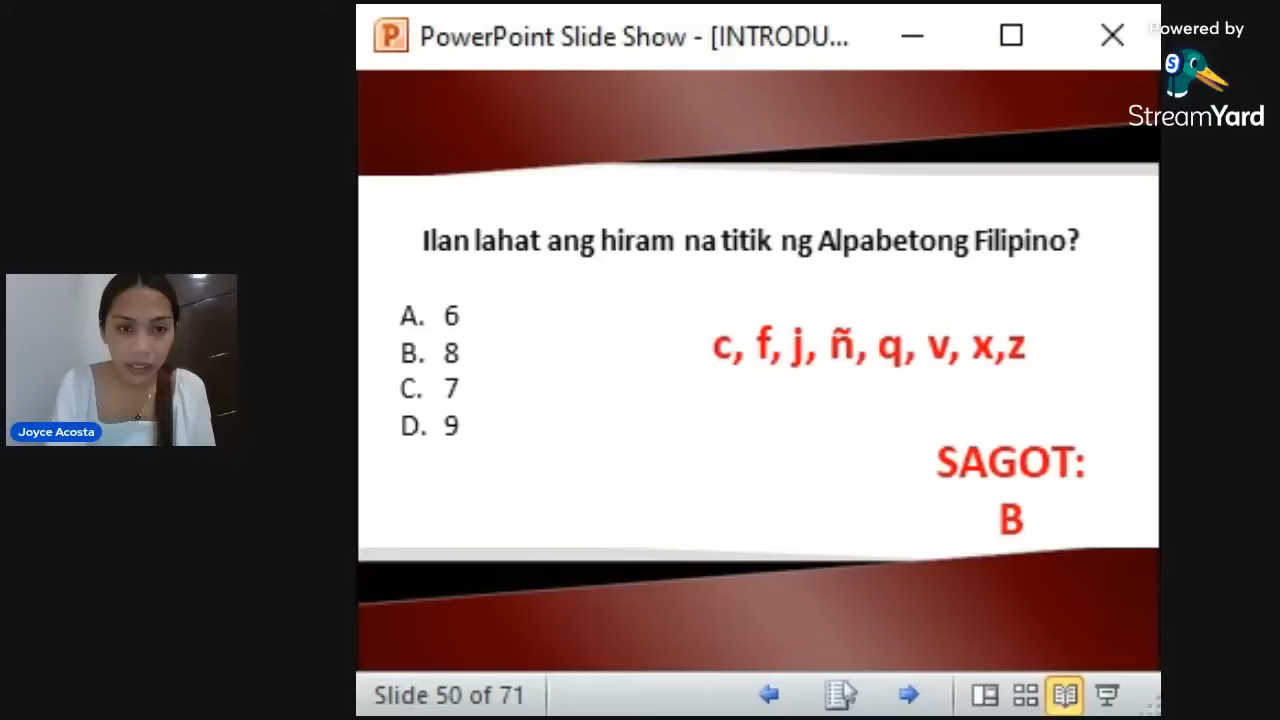 PowerPoint Slide Show - [INTRODU...
Powered by
StreamYard
Ilan lahat ang hiram na titik ng Alpabetong Filipino?
A. 6
B. 8
C. 7
D. 9
c, f, j, ñ, q, v, x,z
SAGOT:
B
Joyce Acosta
Slide 50 of 71